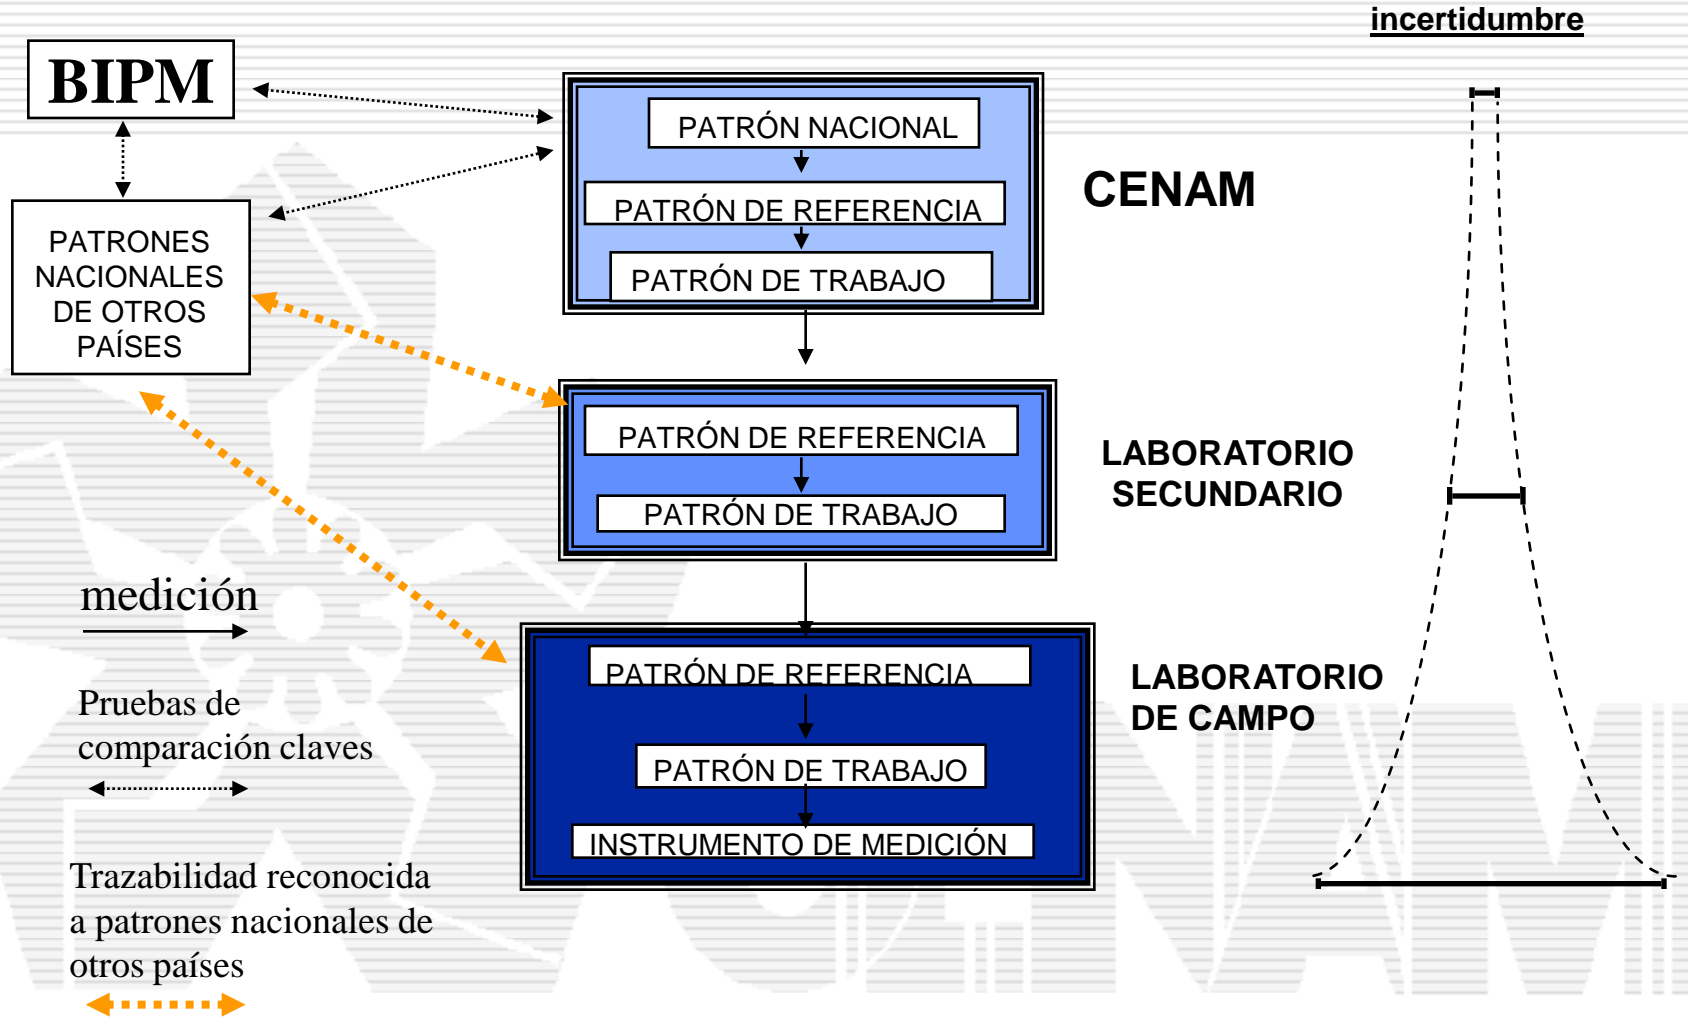 incertidumbre
BIPM
PATRÓN NACIONAL
PATRÓN DE REFERENCIA
PATRÓN DE TRABAJO
CENAM
PATRONES
NACIONALES
DE OTROS
PAÍSES
PATRÓN DE REFERENCIA
PATRÓN DE TRABAJO
LABORATORIO
SECUNDARIO
medición
Pruebas de
comparación claves
Trazabilidad reconocida
a patrones nacionales de
otros países
PATRÓN DE REFERENCIA
PATRÓN DE TRABAJO
INSTRUMENTO DE MEDICIÓN
LABORATORIO
DE CAMPO
CENAM